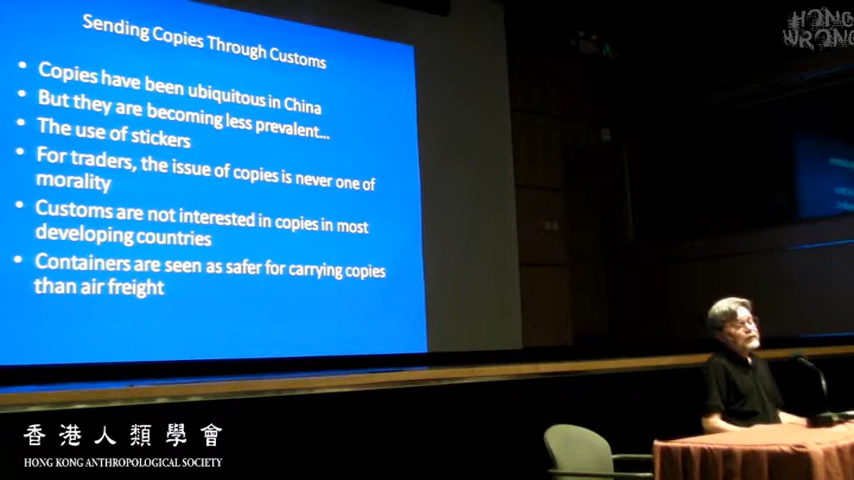 Sending Copies Through Customs
• Copies have been ubiquitous in China
• But they are becoming less prevalent...
• The use of stickers
• For traders, the issue of copies is never one of
morality
• Customs are not interested in copies in most
developing countries
• Containers are seen as safer for carrying copies
than air freight
HONG
WRONG
香港人類學會
HONG KONG ANTHROPOLOGICAL SOCIETY